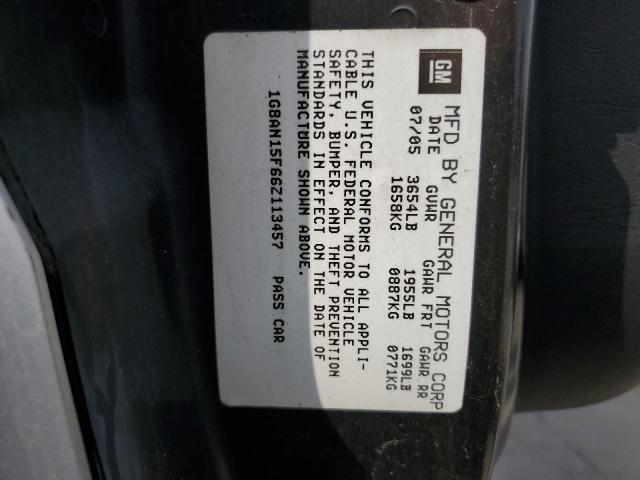 GM
MFD BY GENERAL MOTORS CORP
DATE GVWR GAWR FRT GAWR RR
07/05 3654LB 1955LB 1699LB
1658KG 0887KG 0771KG
THIS VEHICLE CONFORMS TO ALL APPLI-
CABLE U.S. FEDERAL MOTOR VEHICLE
SAFETY, BUMPER, AND THEFT PREVENTION
STANDARDS IN EFFECT ON THE DATE OF
MANUFACTURE SHOWN ABOVE.
1G8AN15F66Z113457 PASS CAR